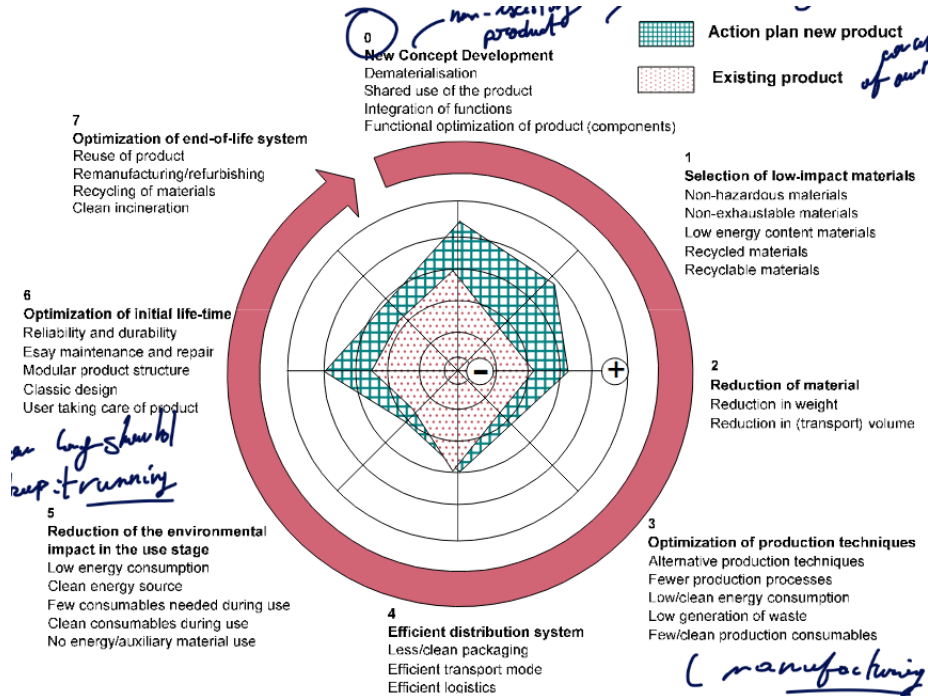 non-existing
product
0
New Concept Development
Dematerialisation
Shared use of the product
Integration of functions
Functional optimization of product (components)
Action plan new product
Existing product
of
7
Optimization of end-of-life system
Reuse of product
Remanufacturing/refurbishing
Recycling of materials
Clean incineration
1
Selection of low-impact materials
Non-hazardous materials
Non-exhaustable materials
Low energy content materials
Recycled materials
Recyclable materials
6
Optimization of initial life-time
Reliability and durability
Esay maintenance and repair
Modular product structure
Classic design
User taking care of product
-
+
2
Reduction of material
Reduction in weight
Reduction in (transport) volume
long should
running
5
Reduction of the environmental
impact in the use stage
Low energy consumption
Clean energy source
Few consumables needed during use
Clean consumables during use
No energy/auxiliary material use
4
Efficient distribution system
Less/clean packaging
Efficient transport mode
Efficient logistics
3
Optimization of production techniques
Alternative production techniques
Fewer production processes
Low/clean energy consumption
Low generation of waste
Few/clean production consumables
( manufacturing